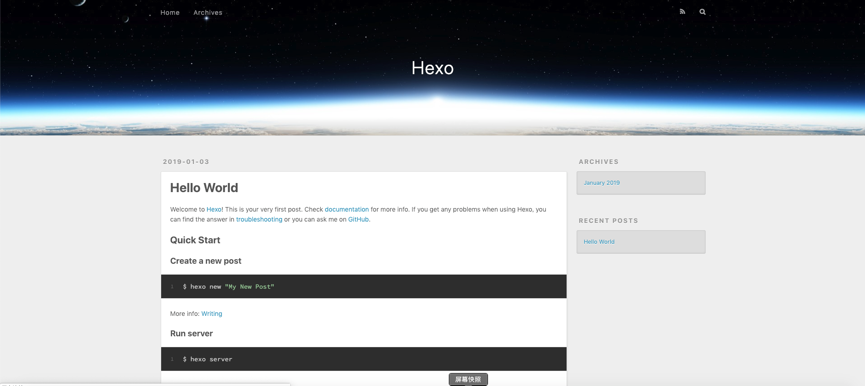 Home Archives
Hexo
2019-01-03
Hello World
Welcome to Hexo! This is your very first post. Check documentation for more info. If you get any problems when using Hexo, you
can find the answer in troubleshooting or you can ask me on GitHub.
Quick Start
Create a new post
1 $ hexo new "My New Post"
More info: Writing
Run server
1 $ hexo server
ARCHIVES
January 2019
RECENT POSTS
Hello World
屏幕快照